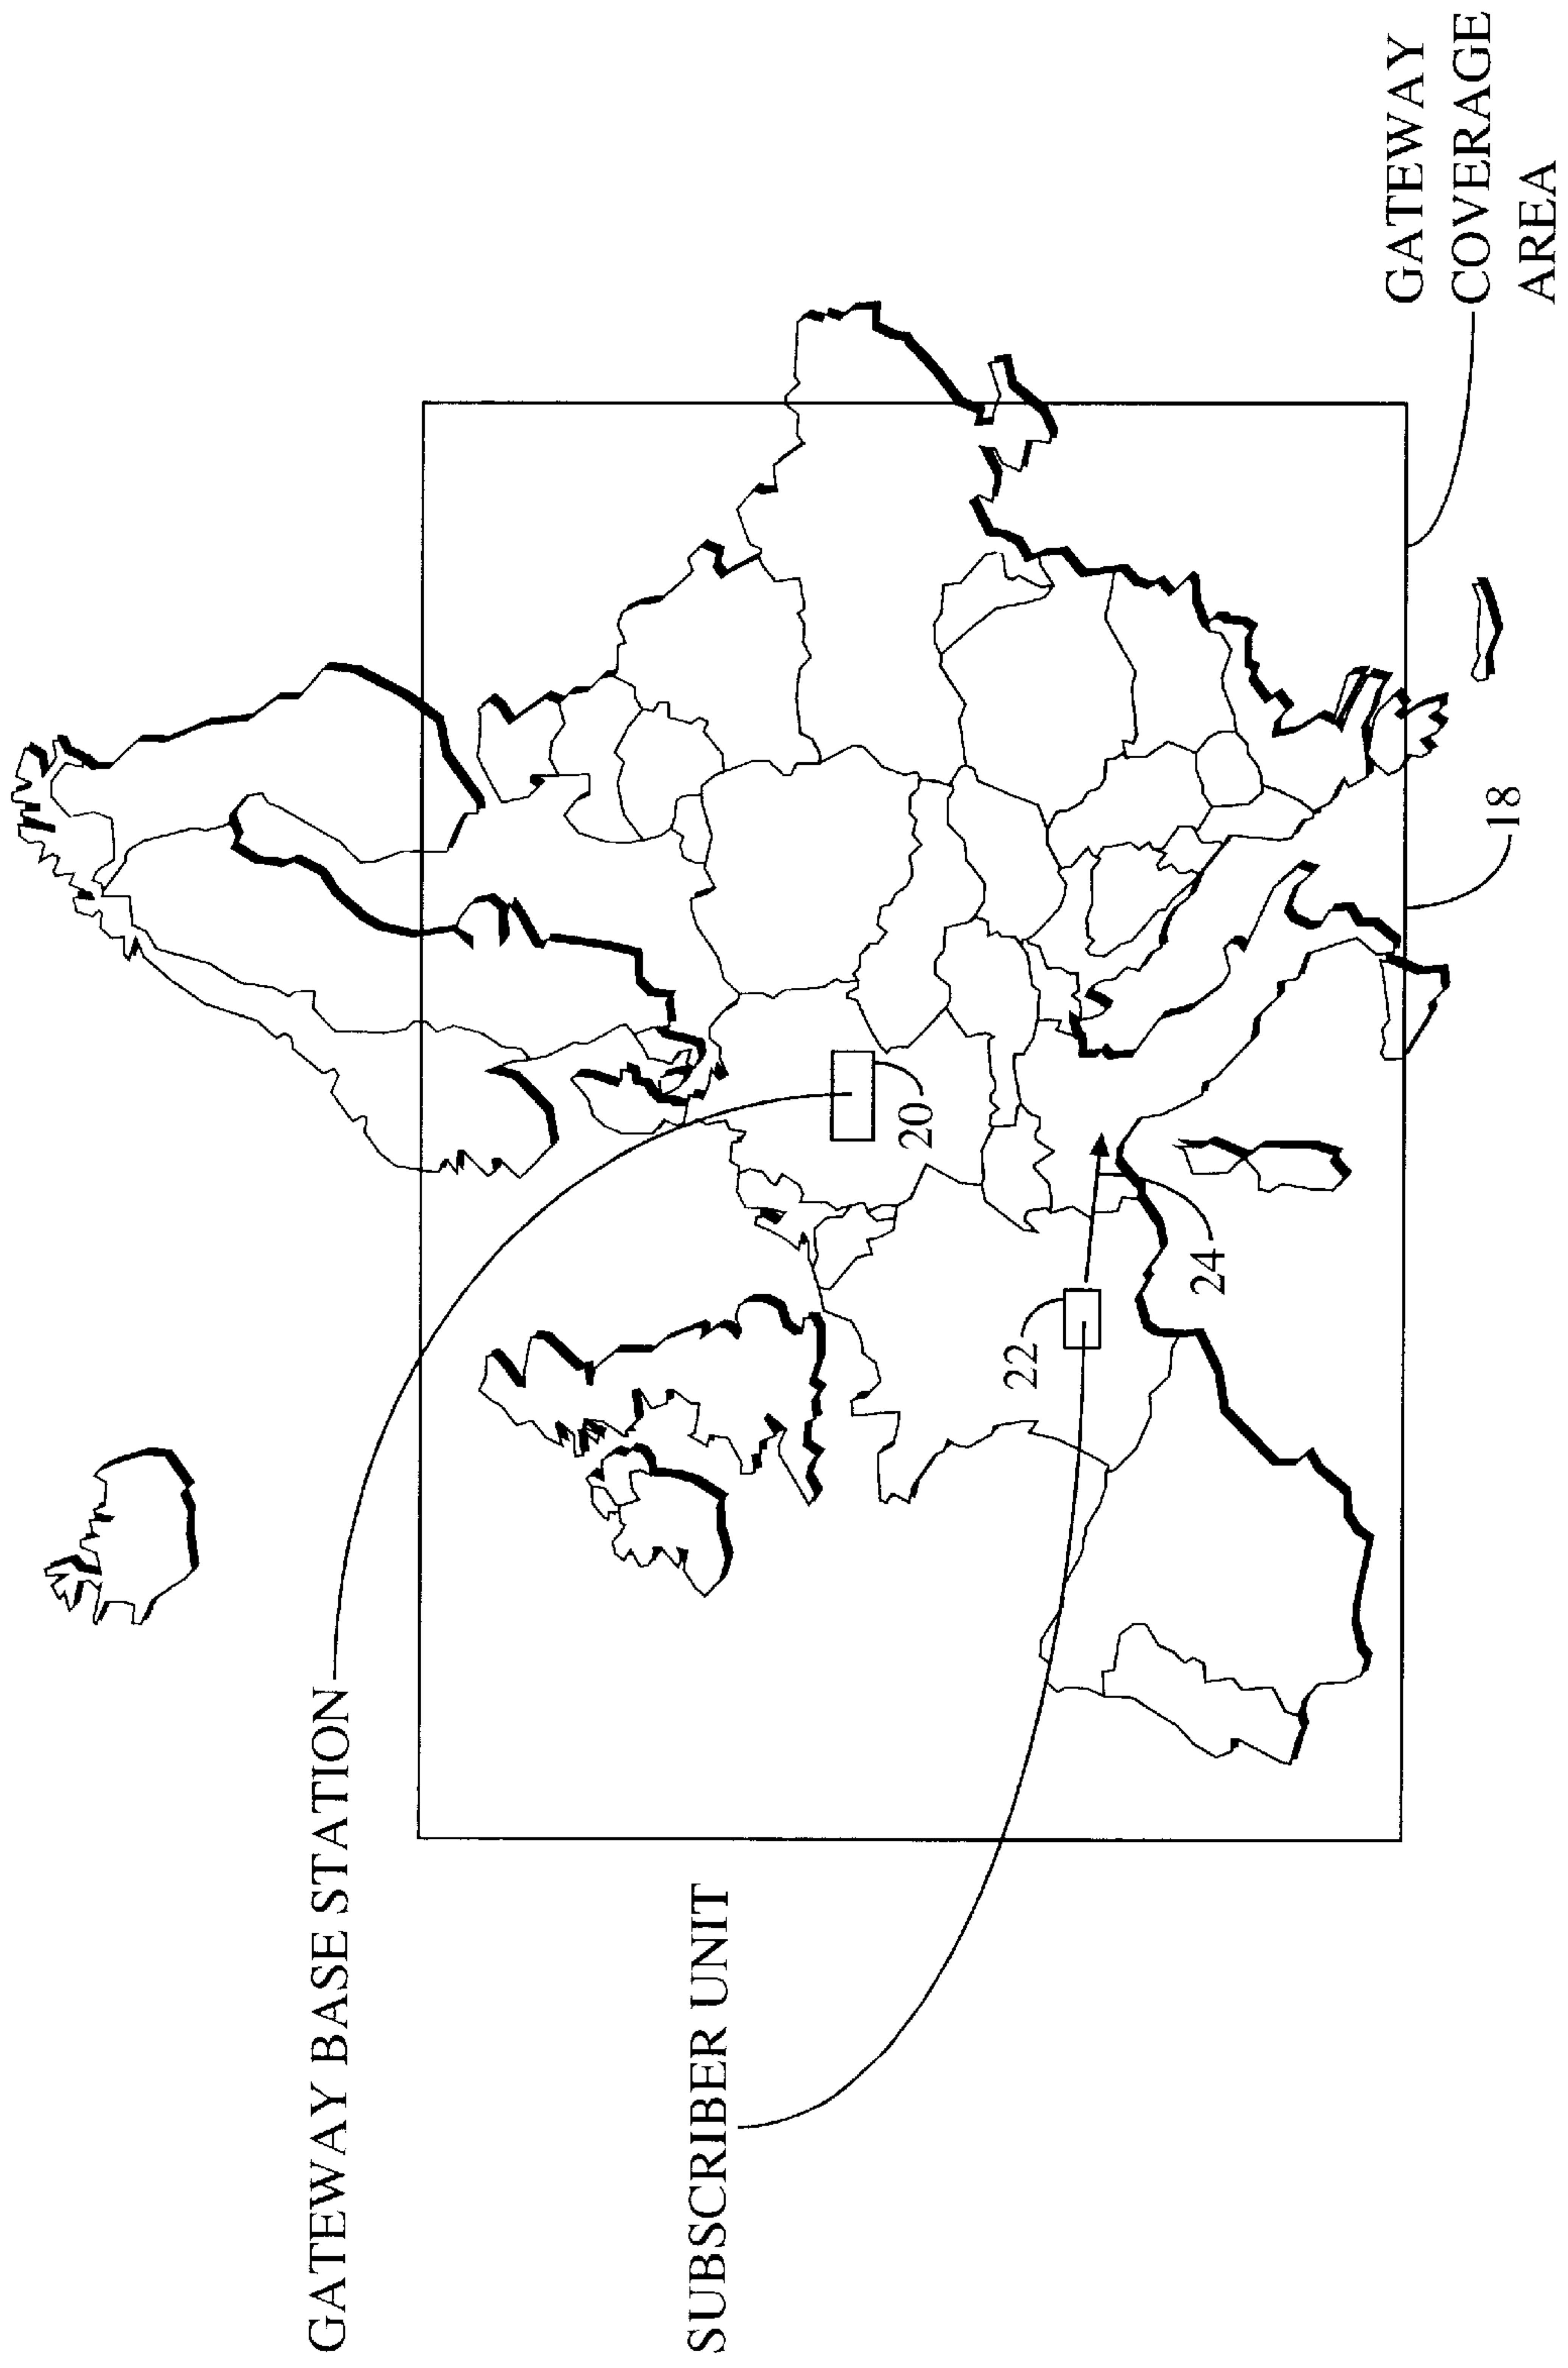 GATEWAY BASE STATION
SUBSCRIBER UNIT
20
22
24
18
GATEWAY
COVERAGE
AREA